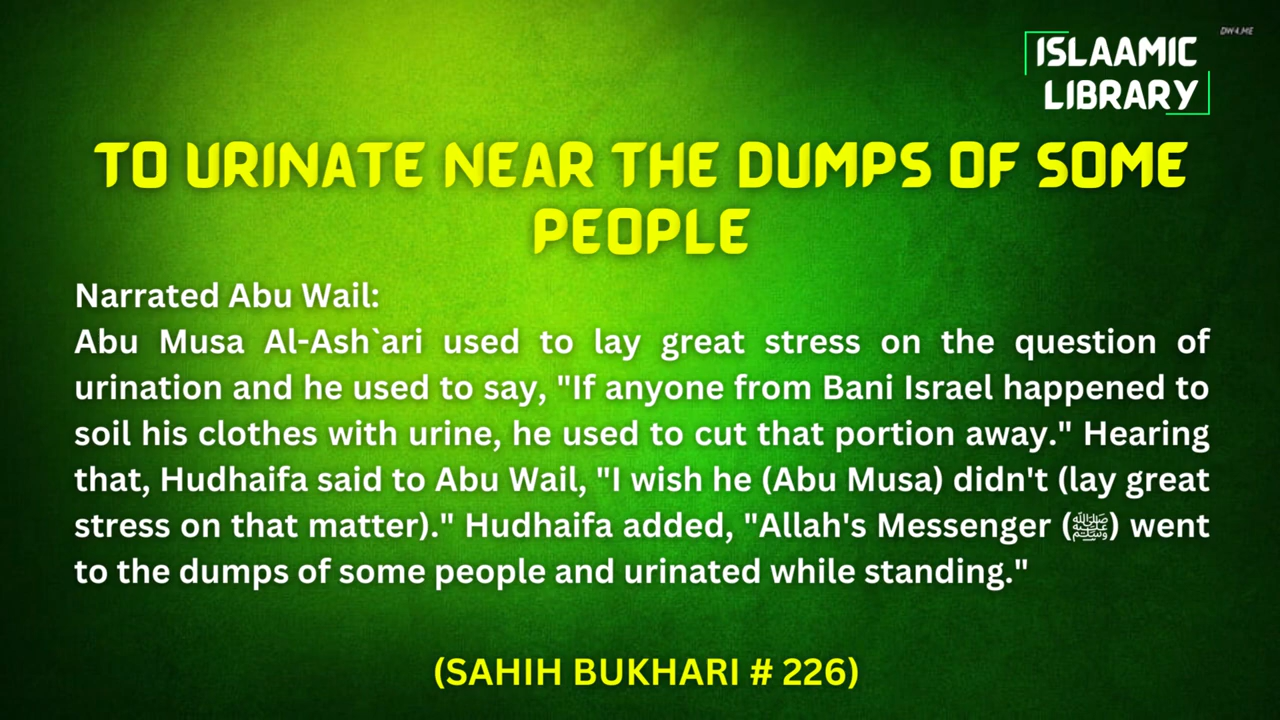 DW4.ME
ISLAAMIC
LIBRARY
TO URINATE NEAR THE DUMPS OF SOME
PEOPLE
Narrated Abu Wail:
Abu Musa Al-Ash`ari used to lay great stress on the question of
urination and he used to say, "If anyone from Bani Israel happened to
soil his clothes with urine, he used to cut that portion away." Hearing
that, Hudhaifa said to Abu Wail, "I wish he (Abu Musa) didn't (lay great
stress on that matter)." Hudhaifa added, "Allah's Messenger (ﷺ) went
to the dumps of some people and urinated while standing."
(SAHIH BUKHARI # 226)